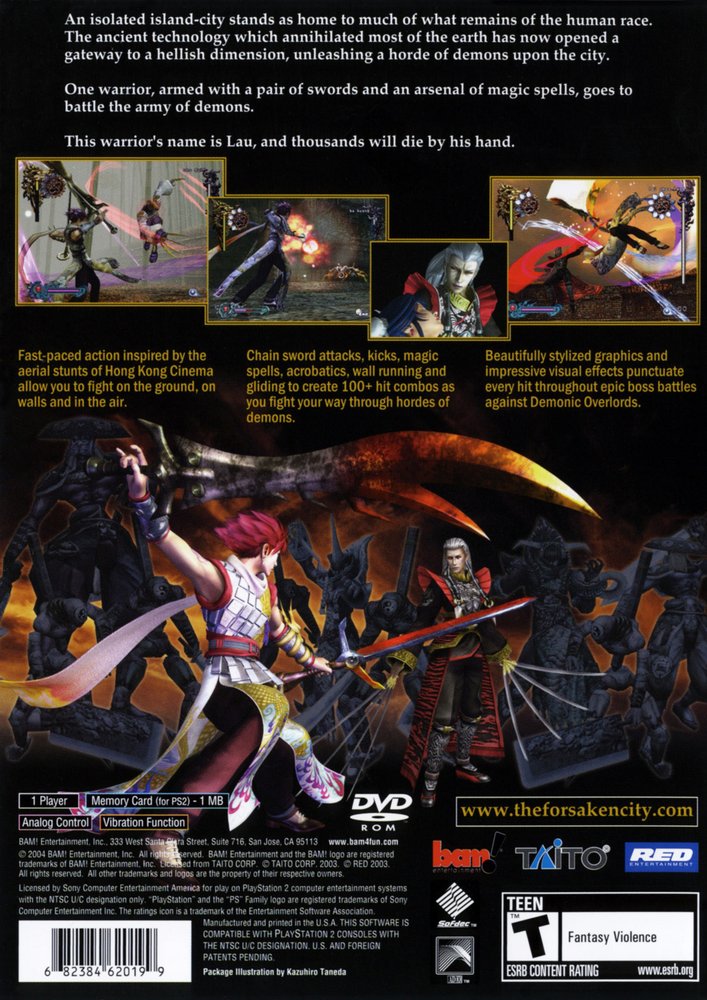 An isolated island-city stands as home to much of what remains of the human race.
The ancient technology which annihilated most of the earth has now opened a
gateway to a hellish dimension, unleashing a horde of demons upon the city.
One warrior, armed with a pair of swords and an arsenal of magic spells, goes to
battle the army of demons.
This warrior's name is Lau, and thousands will die by his hand.
Fast-paced action inspired by the
aerial stunts of Hong Kong Cinema
allow you to fight on the ground, on
walls and in the air.
Chain sword attacks, kicks, magic
spells, acrobatics, wall running and
gliding to create 100+ hit combos as
you fight your way through hordes of
demons.
Beautifully stylized graphics and
impressive visual effects punctuate
every hit throughout epic boss battles
against Demonic Overlords.
1 Player
Memory Card (for PS2) - 1 MB
Analog Control
Vibration Function
DVD
ROM
www.theforsakencity.com
BAM! Entertainment, Inc., 333 West Santa Clara Street, Suite 716, San Jose, CA 95113 www.bam4fun.com
© 2004 BAM! Entertainment, Inc. All rights reserved. BAM! Entertainment and the BAM! logo are registered
trademarks of BAM! Entertainment, Inc. Licensed from TAITO CORP. © TAITO CORP. 2003. © RED 2003.
All rights reserved. All other trademarks and logos are the property of their respective owners.
Licensed by Sony Computer Entertainment America for play on PlayStation 2 computer entertainment systems
with the NTSC U/C designation only. "PlayStation" and the "PS" Family logo are registered trademarks of Sony
Computer Entertainment Inc. The ratings icon is a trademark of the Entertainment Software Association.
Manufactured and printed in the U.S.A. THIS SOFTWARE IS
COMPATIBLE WITH PLAYSTATION 2 CONSOLES WITH
THE NTSC U/C DESIGNATION. U.S. AND FOREIGN
PATENTS PENDING.
Package Illustration by Kazuhiro Taneda
6 82384 62019 9
bam!
entertainment
TAITO®
RED
ENTERTAINMENT
Sofdec™
TEEN
T
Fantasy Violence
ESRB CONTENT RATING www.esrb.org